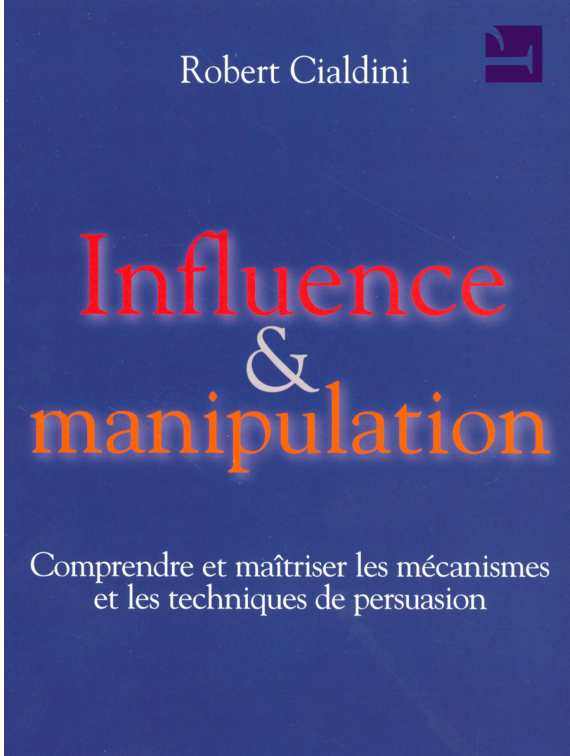 Robert Cialdini
Influence
&
manipulation
Comprendre et maîtriser les mécanismes
et les techniques de persuasion